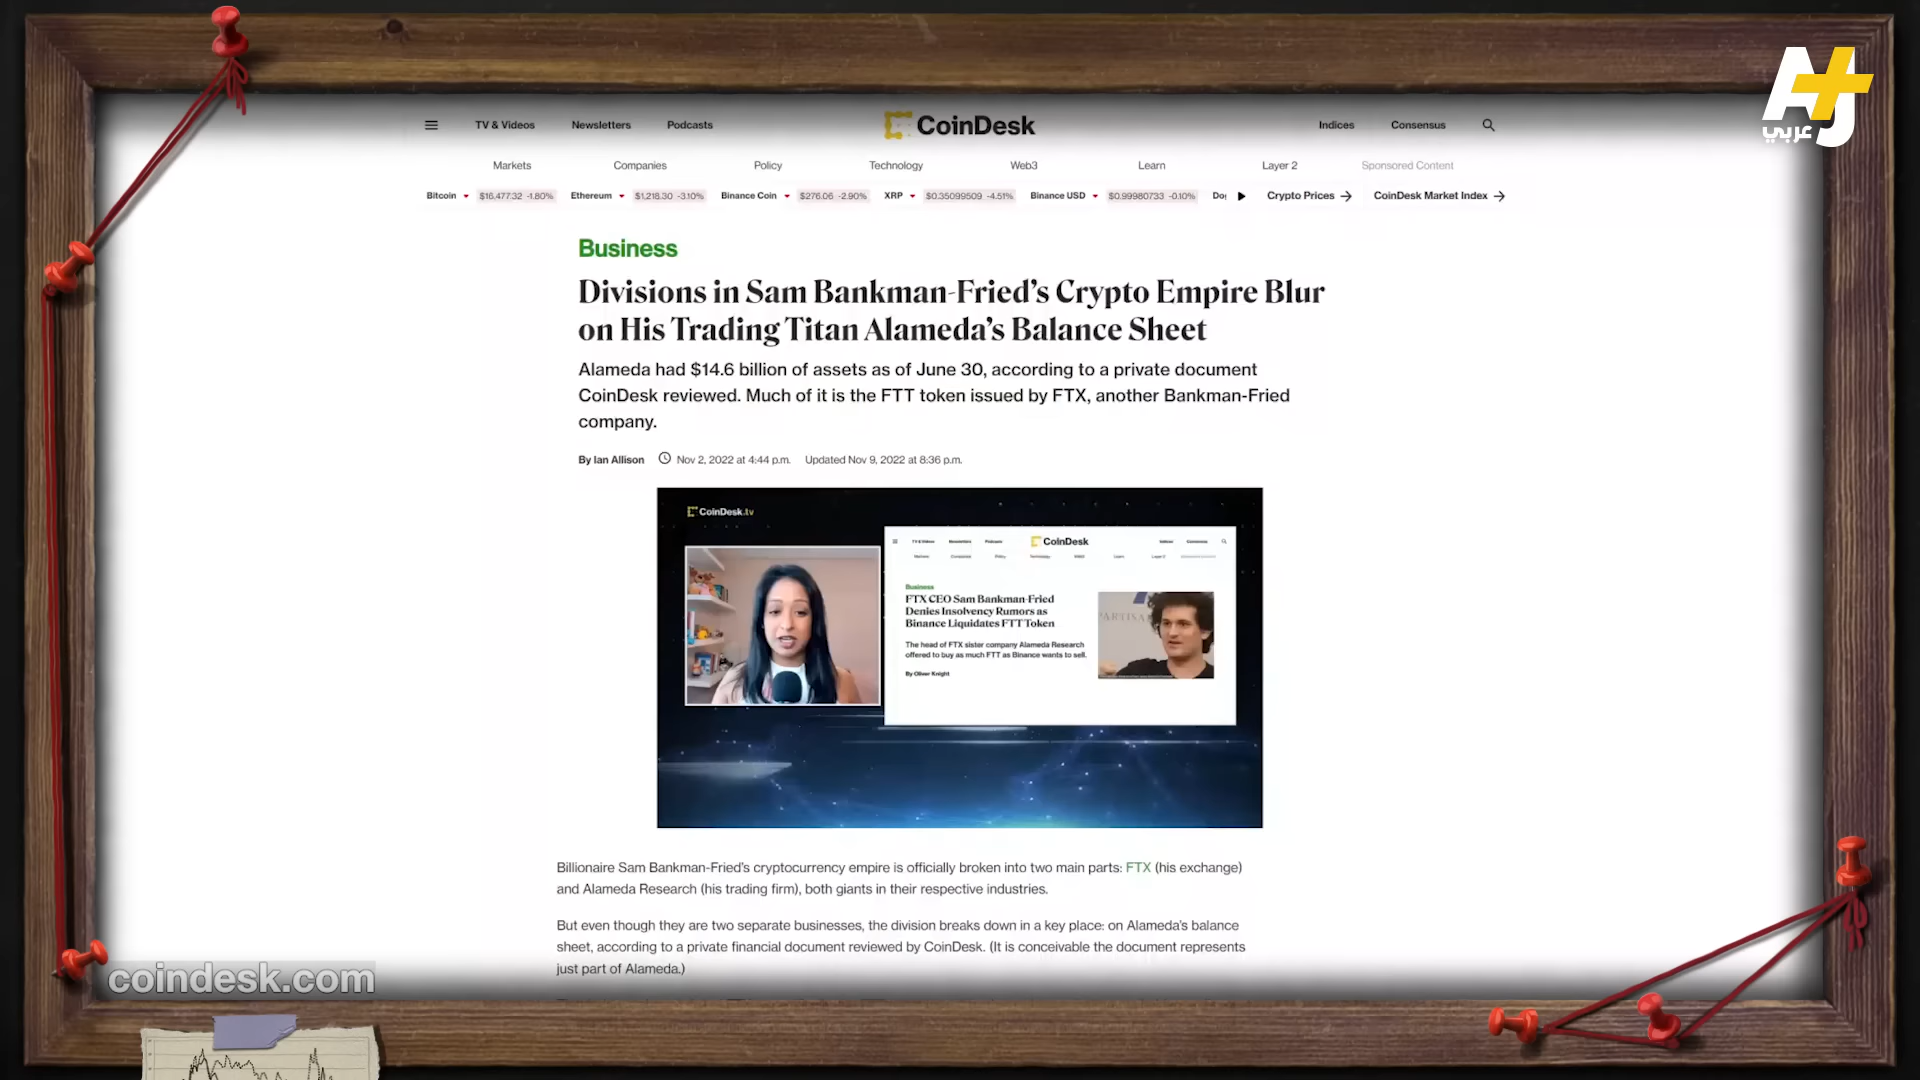 AJ+
عربي
TV & Videos Newsletters Podcasts CoinDesk Indices Consensus
Markets Companies Policy Technology Web3 Learn Layer 2 Sponsored Content
Bitcoin $16,477.32 -1.80% Ethereum $1,218.30 -3.10% Binance Coin $276.06 -2.90% XRP $0.35099509 -4.51% Binance USD $0.99980733 -0.10% Crypto Prices → CoinDesk Market Index →
Business
Divisions in Sam Bankman-Fried's Crypto Empire Blur
on His Trading Titan Alameda's Balance Sheet
Alameda had $14.6 billion of assets as of June 30, according to a private document
CoinDesk reviewed. Much of it is the FTT token issued by FTX, another Bankman-Fried
company.
By Ian Allison Nov 2, 2022 at 4:44 p.m. Updated Nov 9, 2022 at 8:36 p.m.
CoinDesk.tv
TV & Videos Newsletters Podcasts CoinDesk Indices Consensus
Business
FTX CEO Sam Bankman-Fried
Denies Insolvency Rumors as
Binance Liquidates FTT Token
The head of FTX sister company Alameda Research
offered to buy as much FTT as Binance wants to sell.
By Oliver Knight
Billionaire Sam Bankman-Fried's cryptocurrency empire is officially broken into two main parts: FTX (his exchange)
and Alameda Research (his trading firm), both giants in their respective industries.
But even though they are two separate businesses, the division breaks down in a key place: on Alameda's balance
sheet, according to a private financial document reviewed by CoinDesk. (It is conceivable the document represents
just part of Alameda.)
coindesk.com